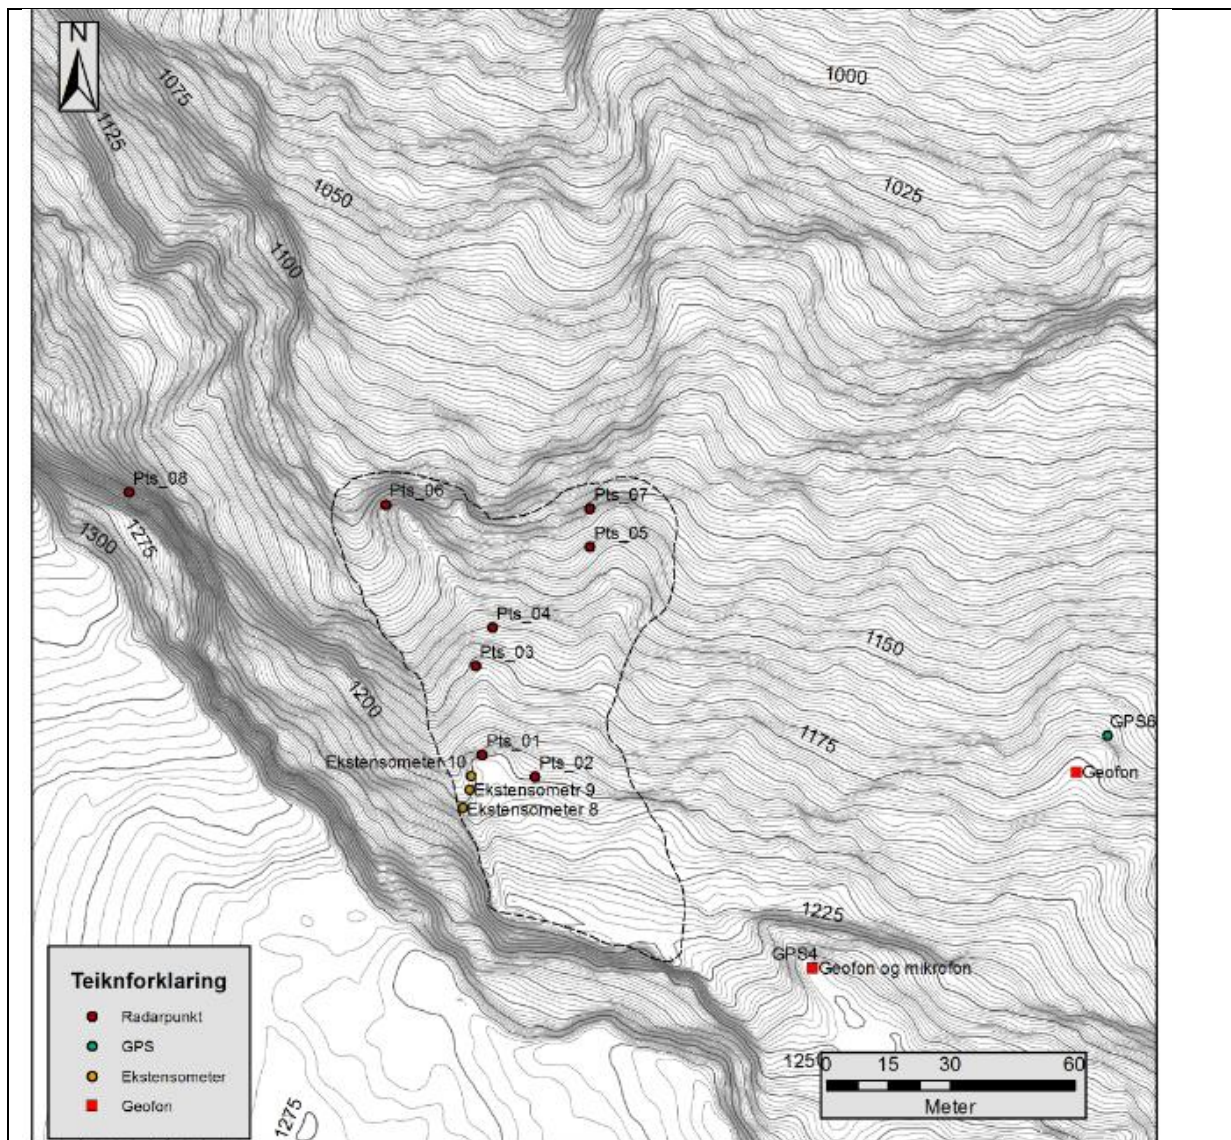 N
1000
1075
1125
1050
1025
1100
Pts_08
Pts_06
Pts_07
1275
1300
Pts_05
Pts_04
1150
Pts_03
1200
GPS6
1175
Pts_01
Ekstensometer 10
Pts_02
Geofon
Ekstensometr 9
Ekstensometer 8
1225
GPS4
Geofon og mikrofon
Teiknforklaring
Radarpunkt
GPS
Ekstensometer
Geofon
1250
0 15 30 60
Meter
1275